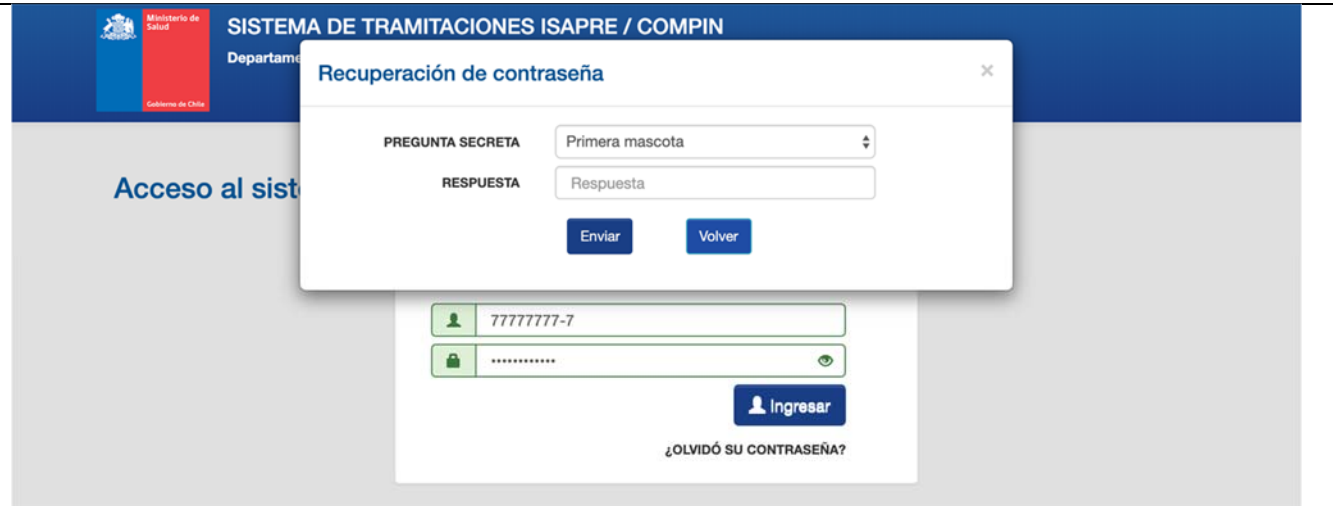 Ministerio de
Salud
Gobierno de Chile
SISTEMA DE TRAMITACIONES ISAPRE / COMPIN
Departame
Recuperación de contraseña ×
PREGUNTA SECRETA Primera mascota
RESPUESTA Respuesta
Enviar Volver
Acceso al sist
77777777-7
••••••••••••
Ingresar
¿OLVIDÓ SU CONTRASEÑA?